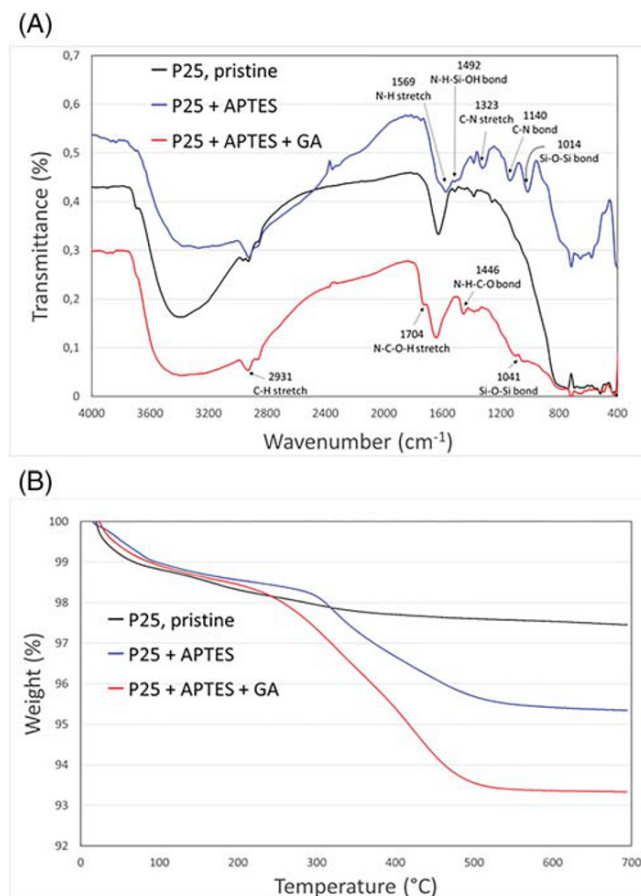 (A)
0,7
0,6
0,5
0,4
0,3
0,2
0,1
0
Transmittance (%)
P25, pristine
P25 + APTES
P25 + APTES + GA
1569
N-H stretch
1492
N-H-Si-OH bond
1323
C-N stretch
1140
C-N bond
1014
Si-O-Si bond
1446
N-H-C-O bond
1704
N-C-O-H stretch
2931
C-H stretch
1041
Si-O-Si bond
4000 3600 3200 2800 2400 2000 1600 1200 800 400
Wavenumber (cm-1)
(B)
100
99
98
97
96
95
94
93
92
Weight (%)
P25, pristine
P25 + APTES
P25 + APTES + GA
0 100 200 300 400 500 600 700
Temperature (°C)